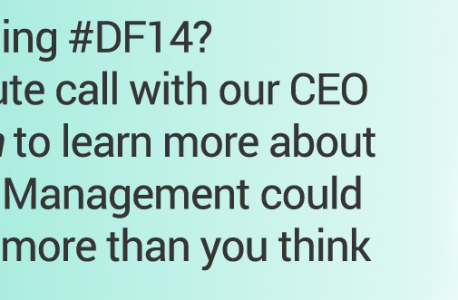 ing #DF14?
ute call with our CEO
to learn more about
Management could
more than you think